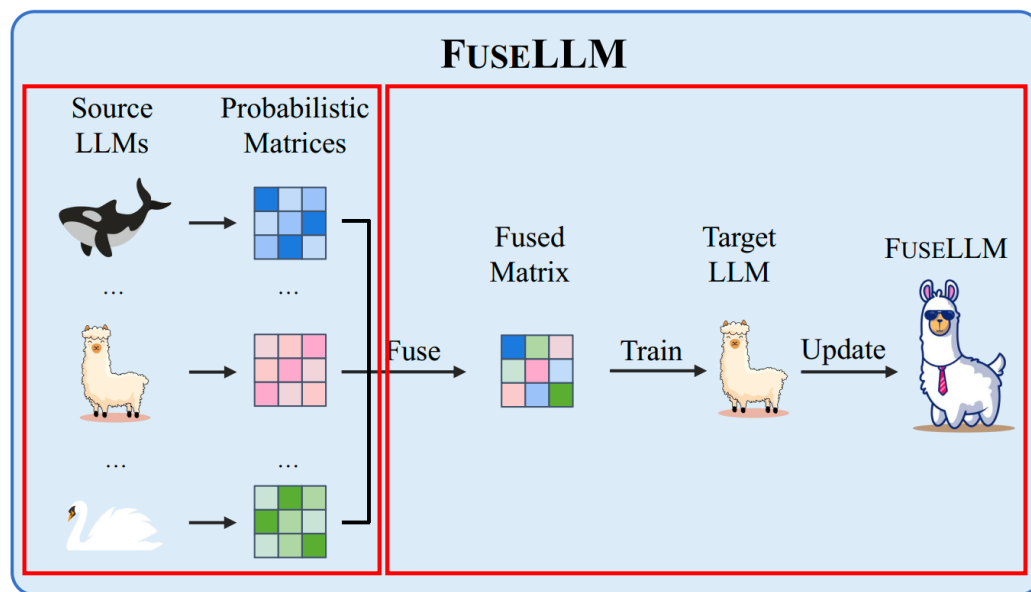 FUSELLM
Source
LLMs
Probabilistic
Matrices
...
...
Fuse
...
...
Fused
Matrix
Train
Target
LLM
Update
FUSELLM